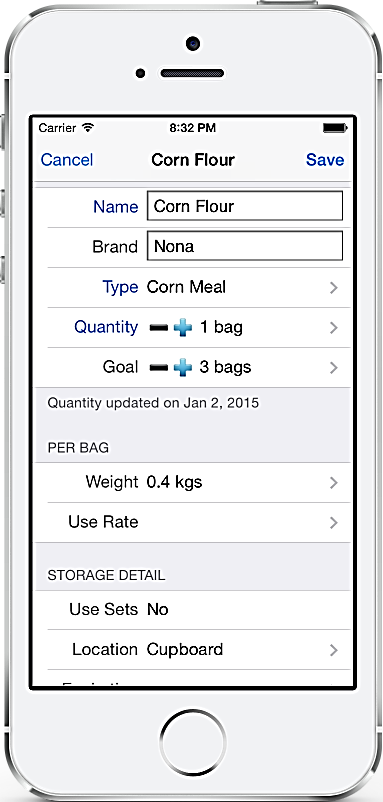 Carrier 8:32 PM
Cancel Corn Flour Save
Name Corn Flour
Brand Nona
Type Corn Meal
Quantity 1 bag
Goal 3 bags
Quantity updated on Jan 2, 2015
PER BAG
Weight 0.4 kgs
Use Rate
STORAGE DETAIL
Use Sets No
Location Cupboard